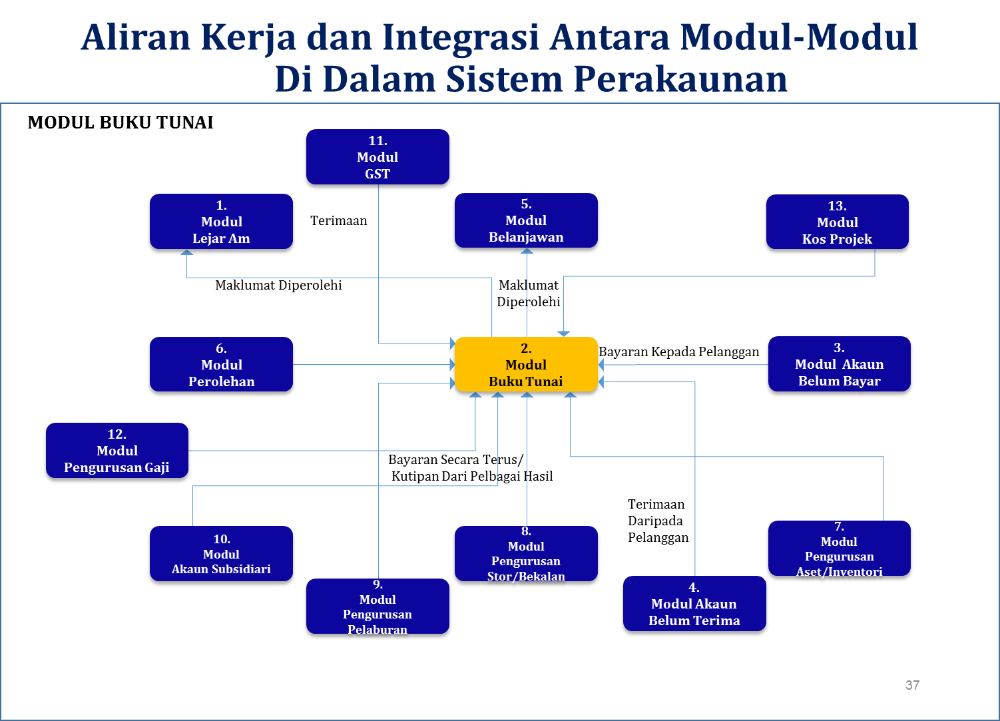 Aliran Kerja dan Integrasi Antara Modul-Modul
Di Dalam Sistem Perakaunan
MODUL BUKU TUNAI
11.
Modul
GST
1.
Modul
Lejar Am
Terimaan
5.
Modul
Belanjawan
13.
Modul
Kos Projek
Maklumat Diperolehi
Maklumat
Diperolehi
6.
Modul
Perolehan
2.
Modul
Buku Tunai
Bayaran Kepada Pelanggan
3.
Modul  Akaun
Belum Bayar
12.
Modul
Pengurusan Gaji
Bayaran Secara Terus/
Kutipan Dari Pelbagai Hasil
Terimaan
Daripada
Pelanggan
10.
Modul
Akaun Subsidiari
8.
Modul
Pengurusan
Stor/Bekalan
7.
Modul
Pengurusan
Aset/Inventori
9.
Modul
Pengurusan
Pelaburan
4.
Modul Akaun
Belum Terima
37